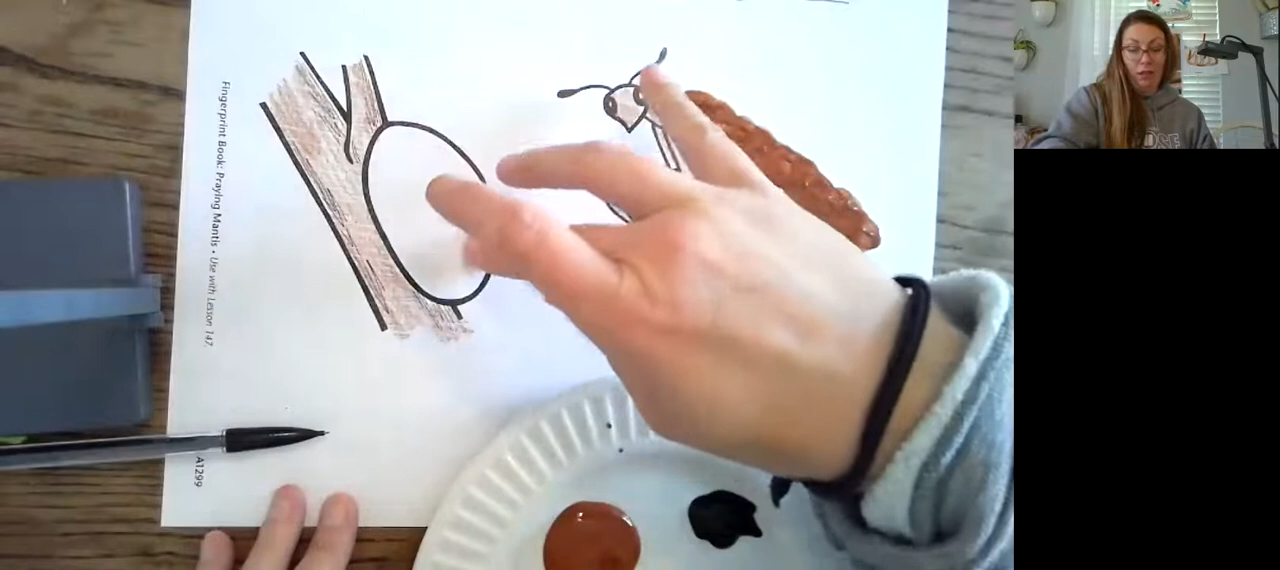 Fingerprint Book: Praying Mantis • Use with Lesson 147.
A1299